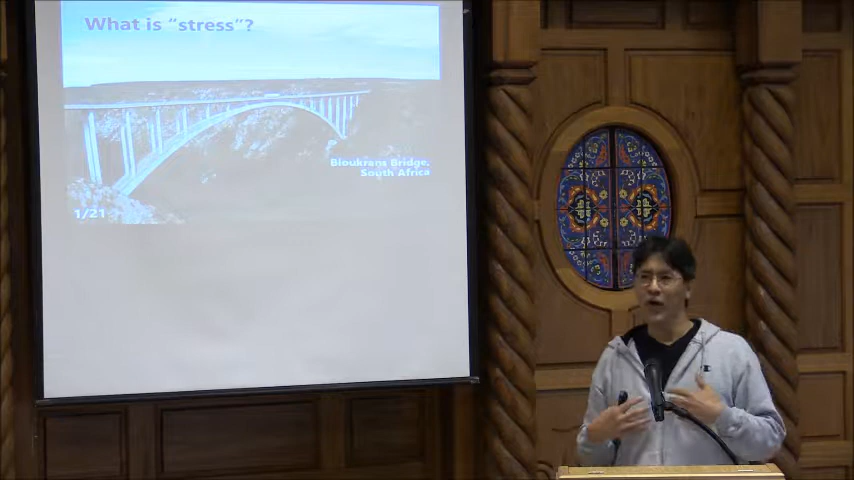 What is “stress”?
Bloukrans Bridge,
South Africa
1/21